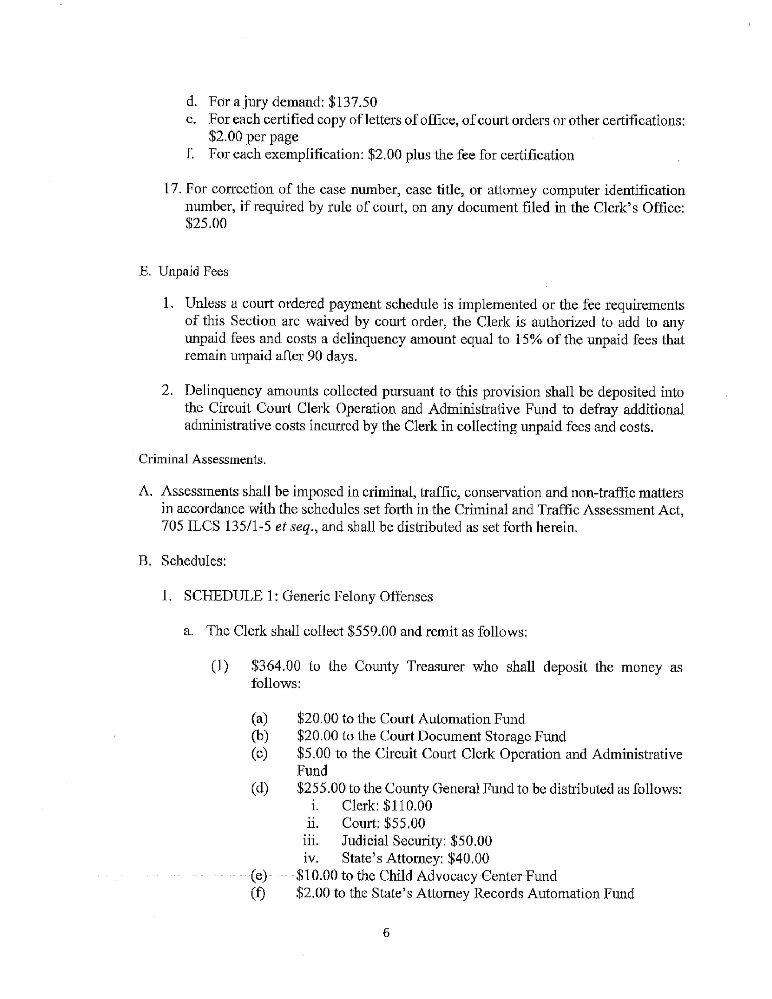 d. For a jury demand: $137.50
e. For each certified copy of letters of office, of court orders or other certifications:
$2.00 per page
f. For each exemplification: $2.00 plus the fee for certification
17. For correction of the case number, case title, or attorney computer identification
number, if required by rule of court, on any document filed in the Clerk's Office:
$25.00
E. Unpaid Fees
1. Unless a court ordered payment schedule is implemented or the fee requirements
of this Section are waived by court order, the Clerk is authorized to add to any
unpaid fees and costs a delinquency amount equal to 15% of the unpaid fees that
remain unpaid after 90 days.
2. Delinquency amounts collected pursuant to this provision shall be deposited into
the Circuit Court Clerk Operation and Administrative Fund to defray additional
administrative costs incurred by the Clerk in collecting unpaid fees and costs.
Criminal Assessments.
A. Assessments shall be imposed in criminal, traffic, conservation and non-traffic matters
in accordance with the schedules set forth in the Criminal and Traffic Assessment Act,
705 ILCS 135/1-5 et seq., and shall be distributed as set forth herein.
B. Schedules:
1. SCHEDULE 1: Generic Felony Offenses
a. The Clerk shall collect $559.00 and remit as follows:
(1) $364.00 to the County Treasurer who shall deposit the money as
follows:
(a) $20.00 to the Court Automation Fund
(b) $20.00 to the Court Document Storage Fund
(c) $5.00 to the Circuit Court Clerk Operation and Administrative
Fund
(d) $255.00 to the County General Fund to be distributed as follows:
i. Clerk: $110.00
ii. Court: $55.00
iii. Judicial Security: $50.00
iv. State's Attorney: $40.00
(e) $10.00 to the Child Advocacy Center Fund
(f) $2.00 to the State's Attorney Records Automation Fund
6